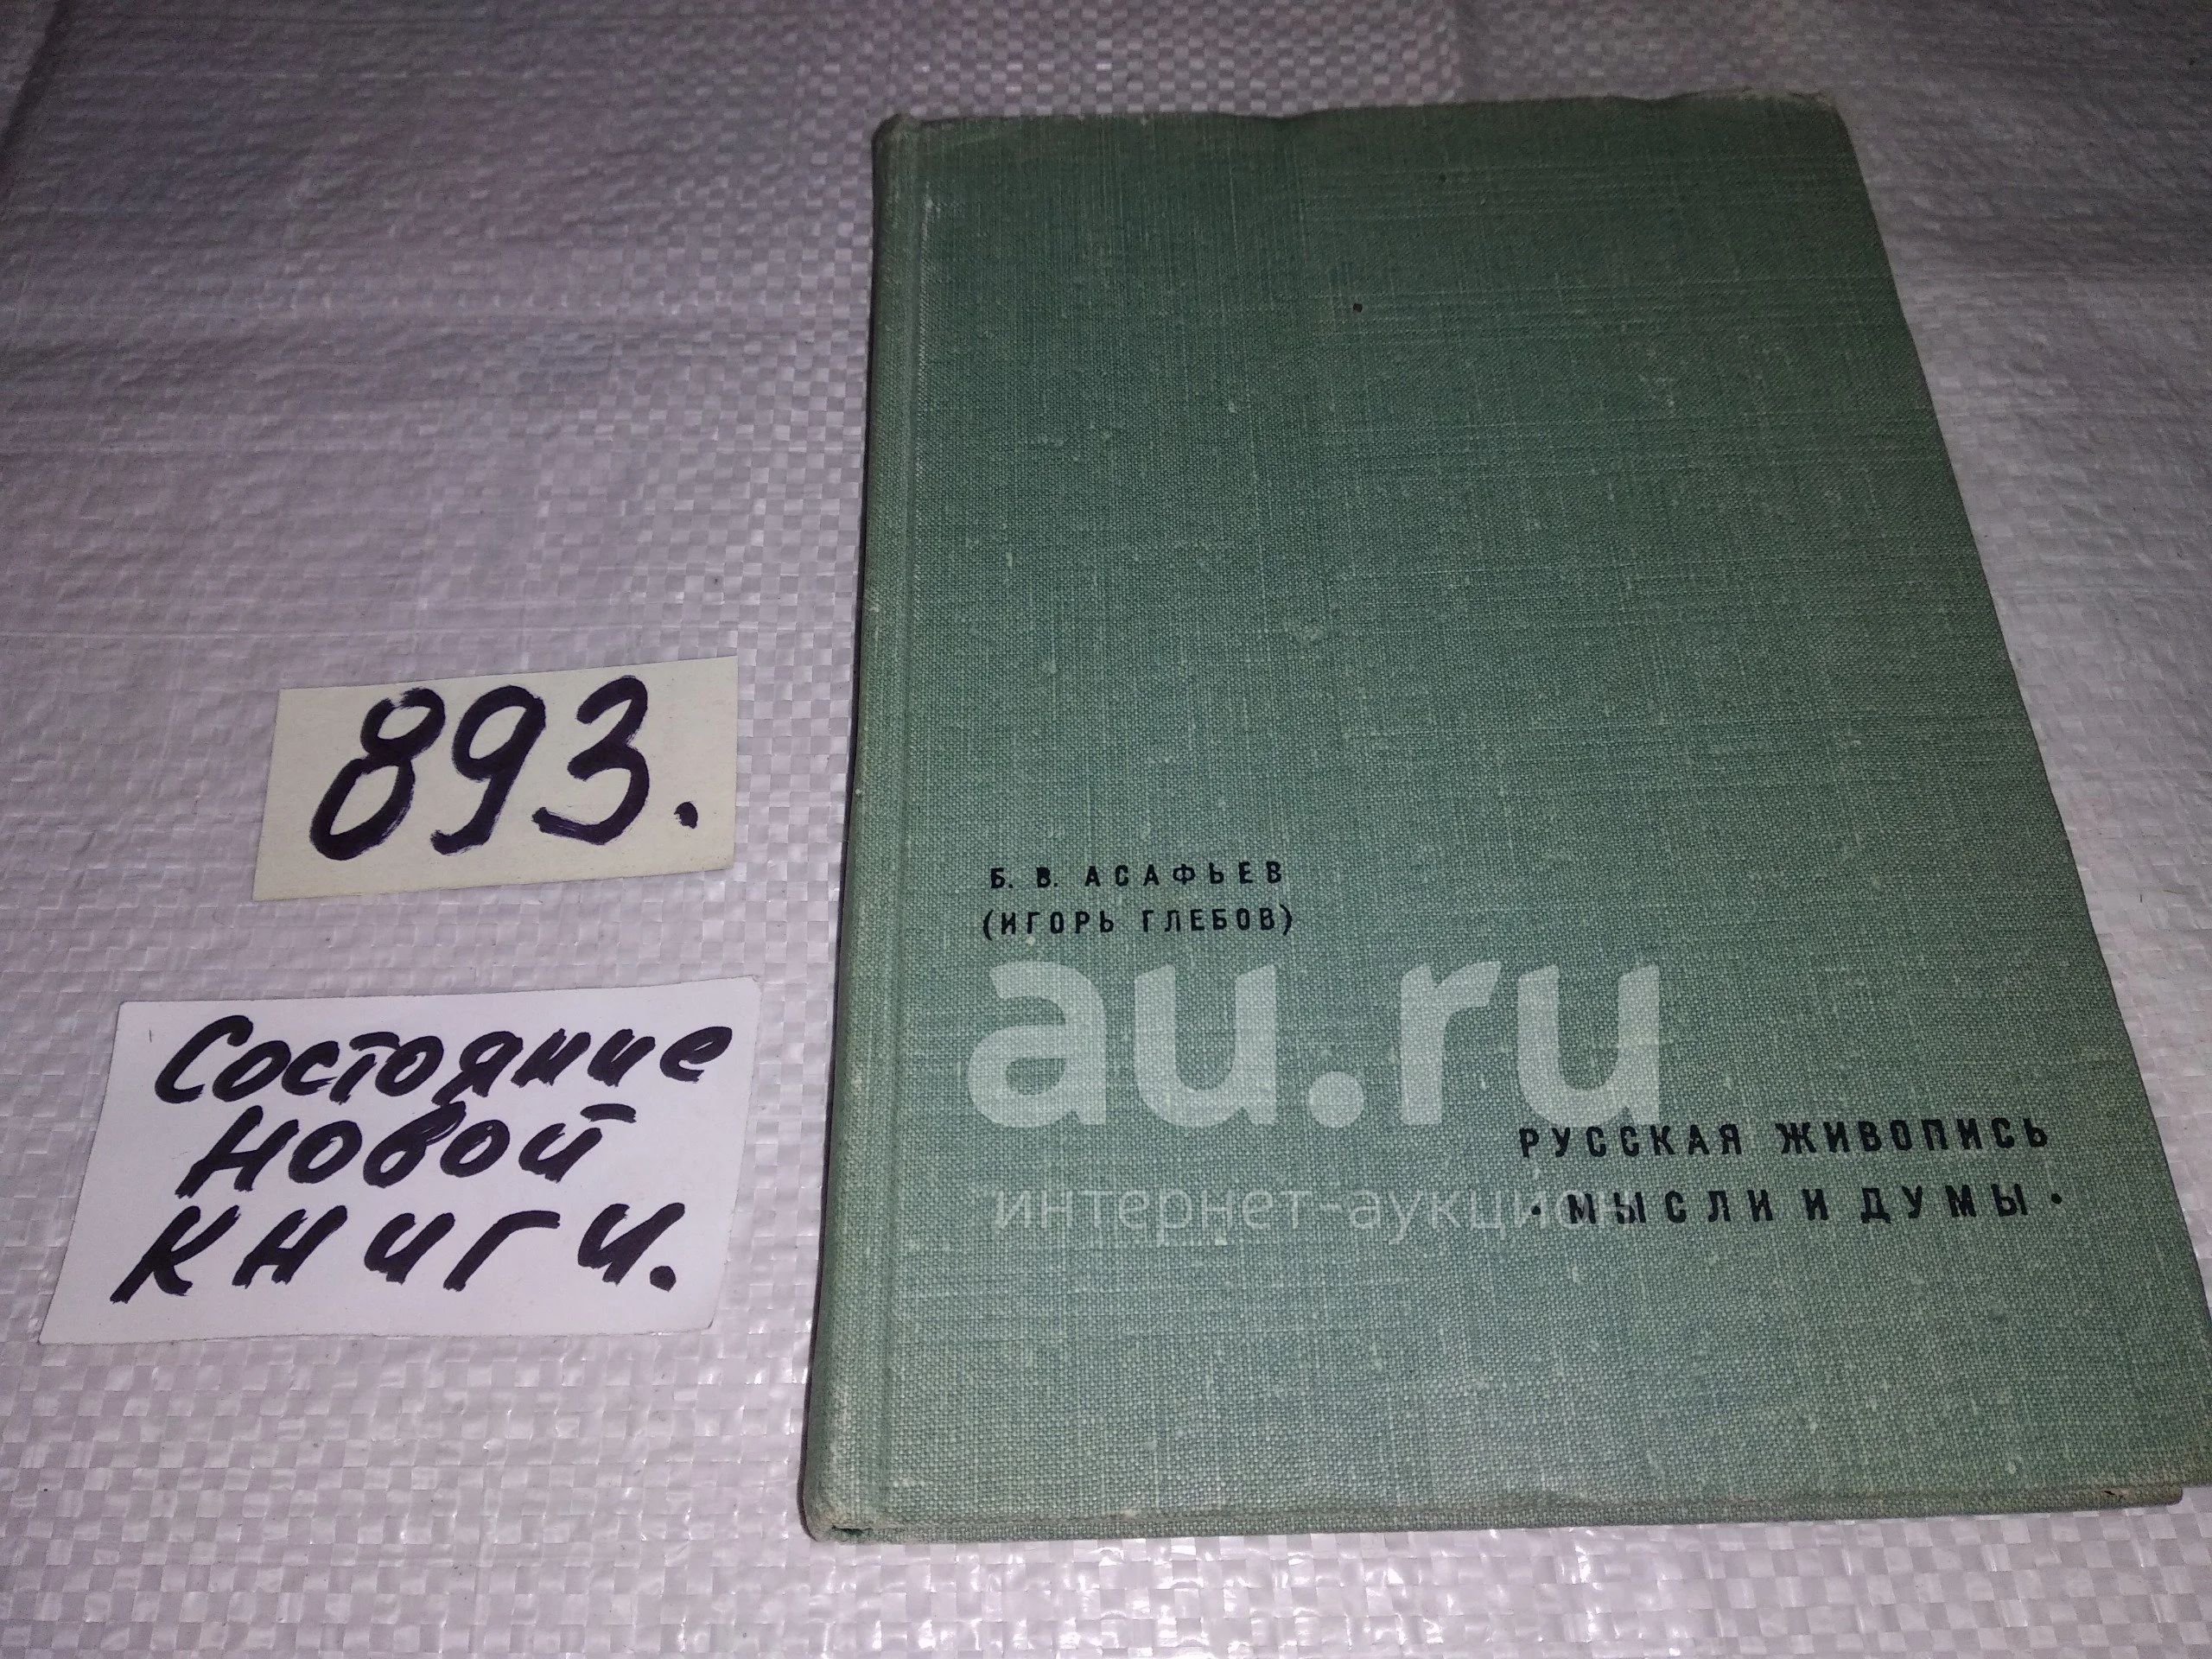 893.
Состояние
новой
книги.
Б. В. АСАФЬЕВ
(ИГОРЬ ГЛЕБОВ)
au.ru
РУССКАЯ ЖИВОПИСЬ
интернет-аукцион
• МЫСЛИ И ДУМЫ •